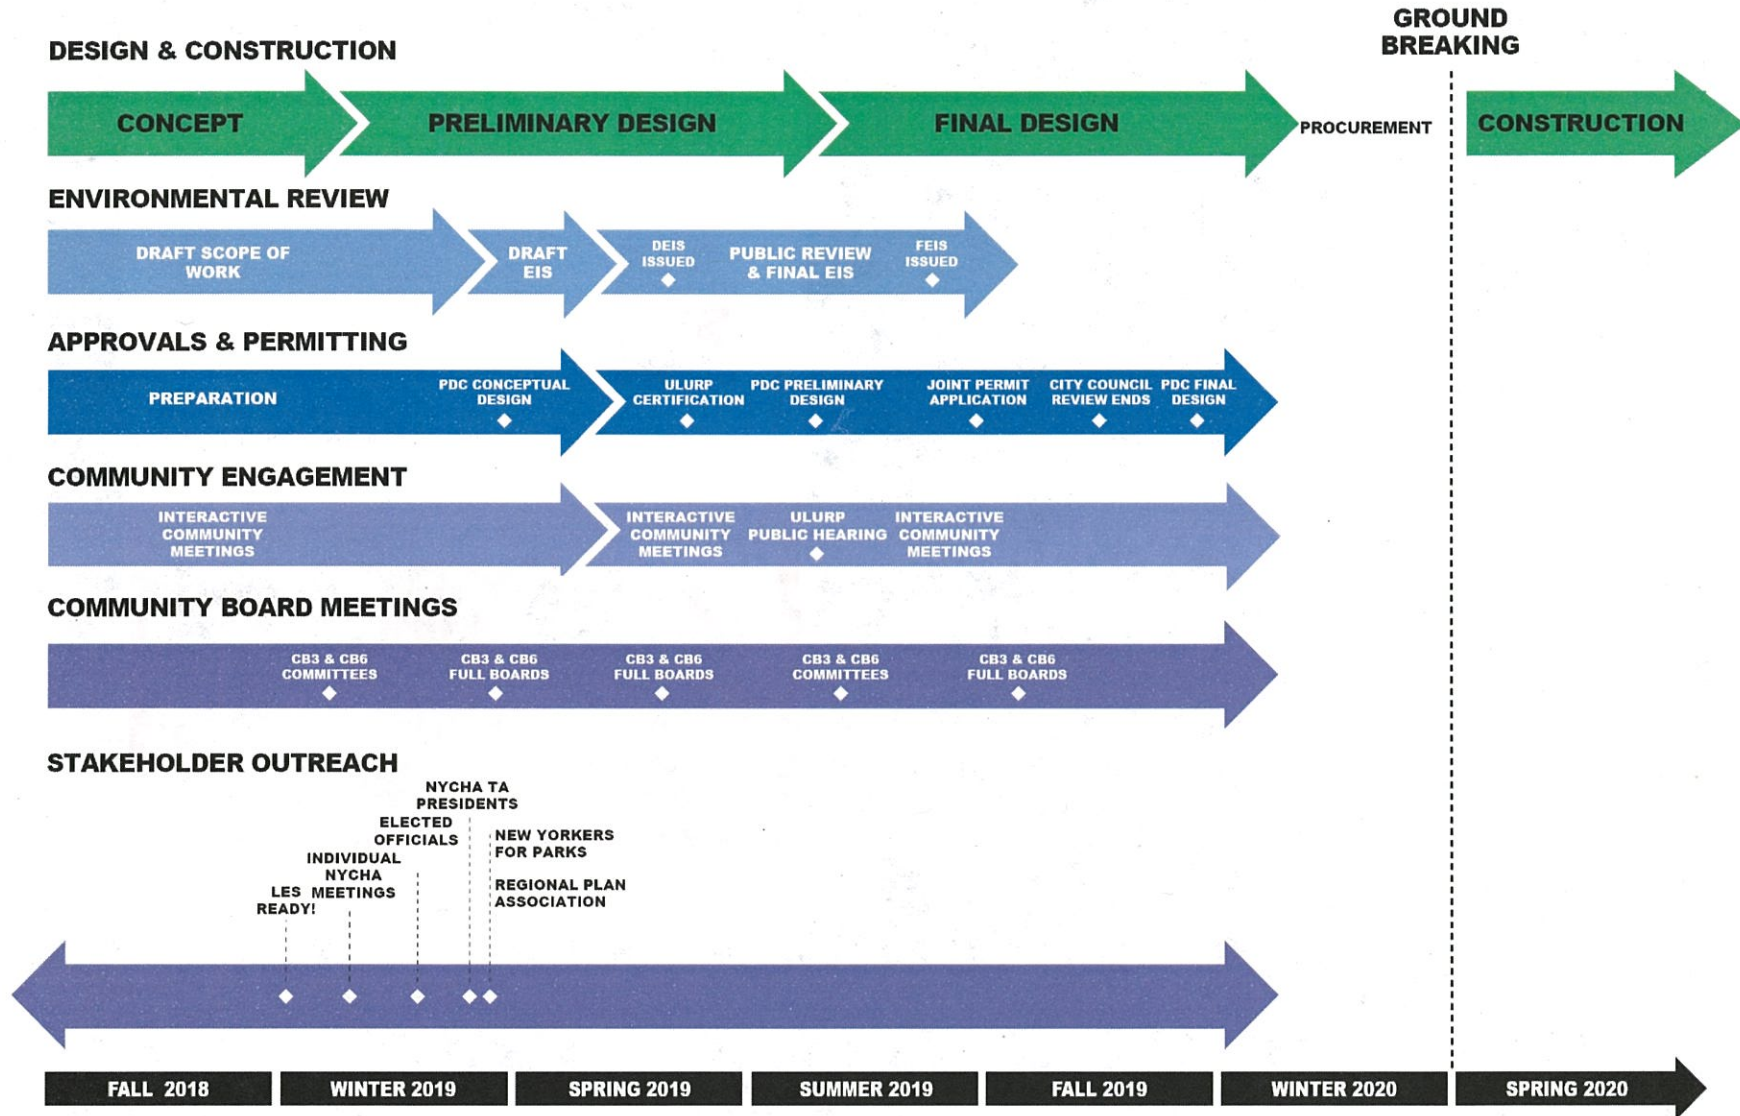 GROUND
BREAKING
DESIGN & CONSTRUCTION
CONCEPT
PRELIMINARY DESIGN
FINAL DESIGN
PROCUREMENT
CONSTRUCTION
ENVIRONMENTAL REVIEW
DRAFT SCOPE OF
WORK
DRAFT
EIS
DEIS
ISSUED
PUBLIC REVIEW
& FINAL EIS
FEIS
ISSUED
APPROVALS & PERMITTING
PREPARATION
PDC CONCEPTUAL
DESIGN
ULURP
CERTIFICATION
PDC PRELIMINARY
DESIGN
JOINT PERMIT
APPLICATION
CITY COUNCIL
REVIEW ENDS
PDC FINAL
DESIGN
COMMUNITY ENGAGEMENT
INTERACTIVE
COMMUNITY
MEETINGS
INTERACTIVE
COMMUNITY
MEETINGS
ULURP
PUBLIC HEARING
INTERACTIVE
COMMUNITY
MEETINGS
COMMUNITY BOARD MEETINGS
CB3 & CB6
COMMITTEES
CB3 & CB6
FULL BOARDS
CB3 & CB6
FULL BOARDS
CB3 & CB6
COMMITTEES
CB3 & CB6
FULL BOARDS
STAKEHOLDER OUTREACH
LES
READY!
INDIVIDUAL
NYCHA
MEETINGS
ELECTED
OFFICIALS
NYCHA TA
PRESIDENTS
NEW YORKERS
FOR PARKS
REGIONAL PLAN
ASSOCIATION
FALL 2018
WINTER 2019
SPRING 2019
SUMMER 2019
FALL 2019
WINTER 2020
SPRING 2020